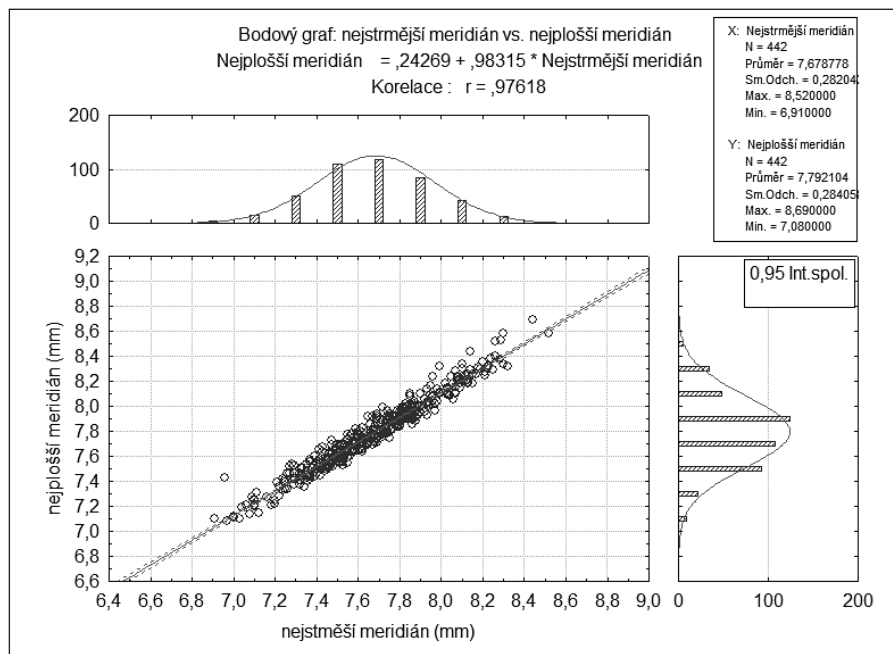 Bodový graf: nejstrmější meridián vs. nejplošší meridián
Nejplošší meridián = ,24269 + ,98315 * Nejstrmější meridián
Korelace : r = ,97618
X: Nejstrmější meridián
N = 442
Průměr = 7,678778
Sm.Odch. = 0,28204
Max. = 8,520000
Min. = 6,910000
Y: Nejplošší meridián
N = 442
Průměr = 7,792104
Sm.Odch. = 0,28405
Max. = 8,690000
Min. = 7,080000
200
100
0
9,2
9,0
8,8
8,6
8,4
8,2
8,0
7,8
7,6
7,4
7,2
7,0
6,8
6,6
nejplošší meridián (mm)
6,4 6,6 6,8 7,0 7,2 7,4 7,6 7,8 8,0 8,2 8,4 8,6 8,8 9,0
nejstměší meridián (mm)
0,95 Int.spol.
0 100 200